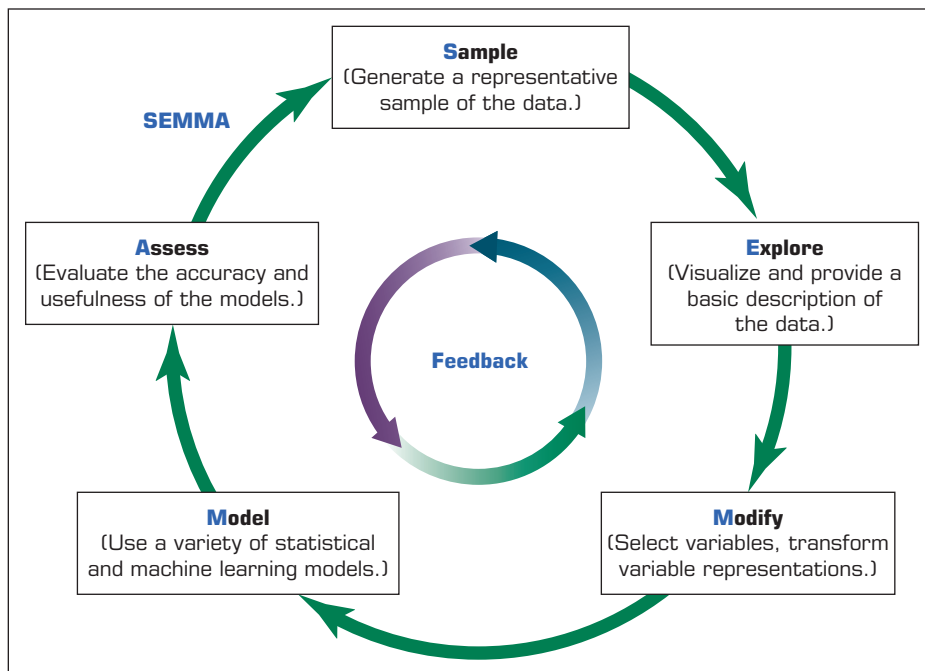 Sample
(Generate a representative
sample of the data.)
SEMMA
Explore
(Visualize and provide a
basic description of
the data.)
Assess
(Evaluate the accuracy and
usefulness of the models.)
Feedback
Modify
(Select variables, transform
variable representations.)
Model
(Use a variety of statistical
and machine learning models.)